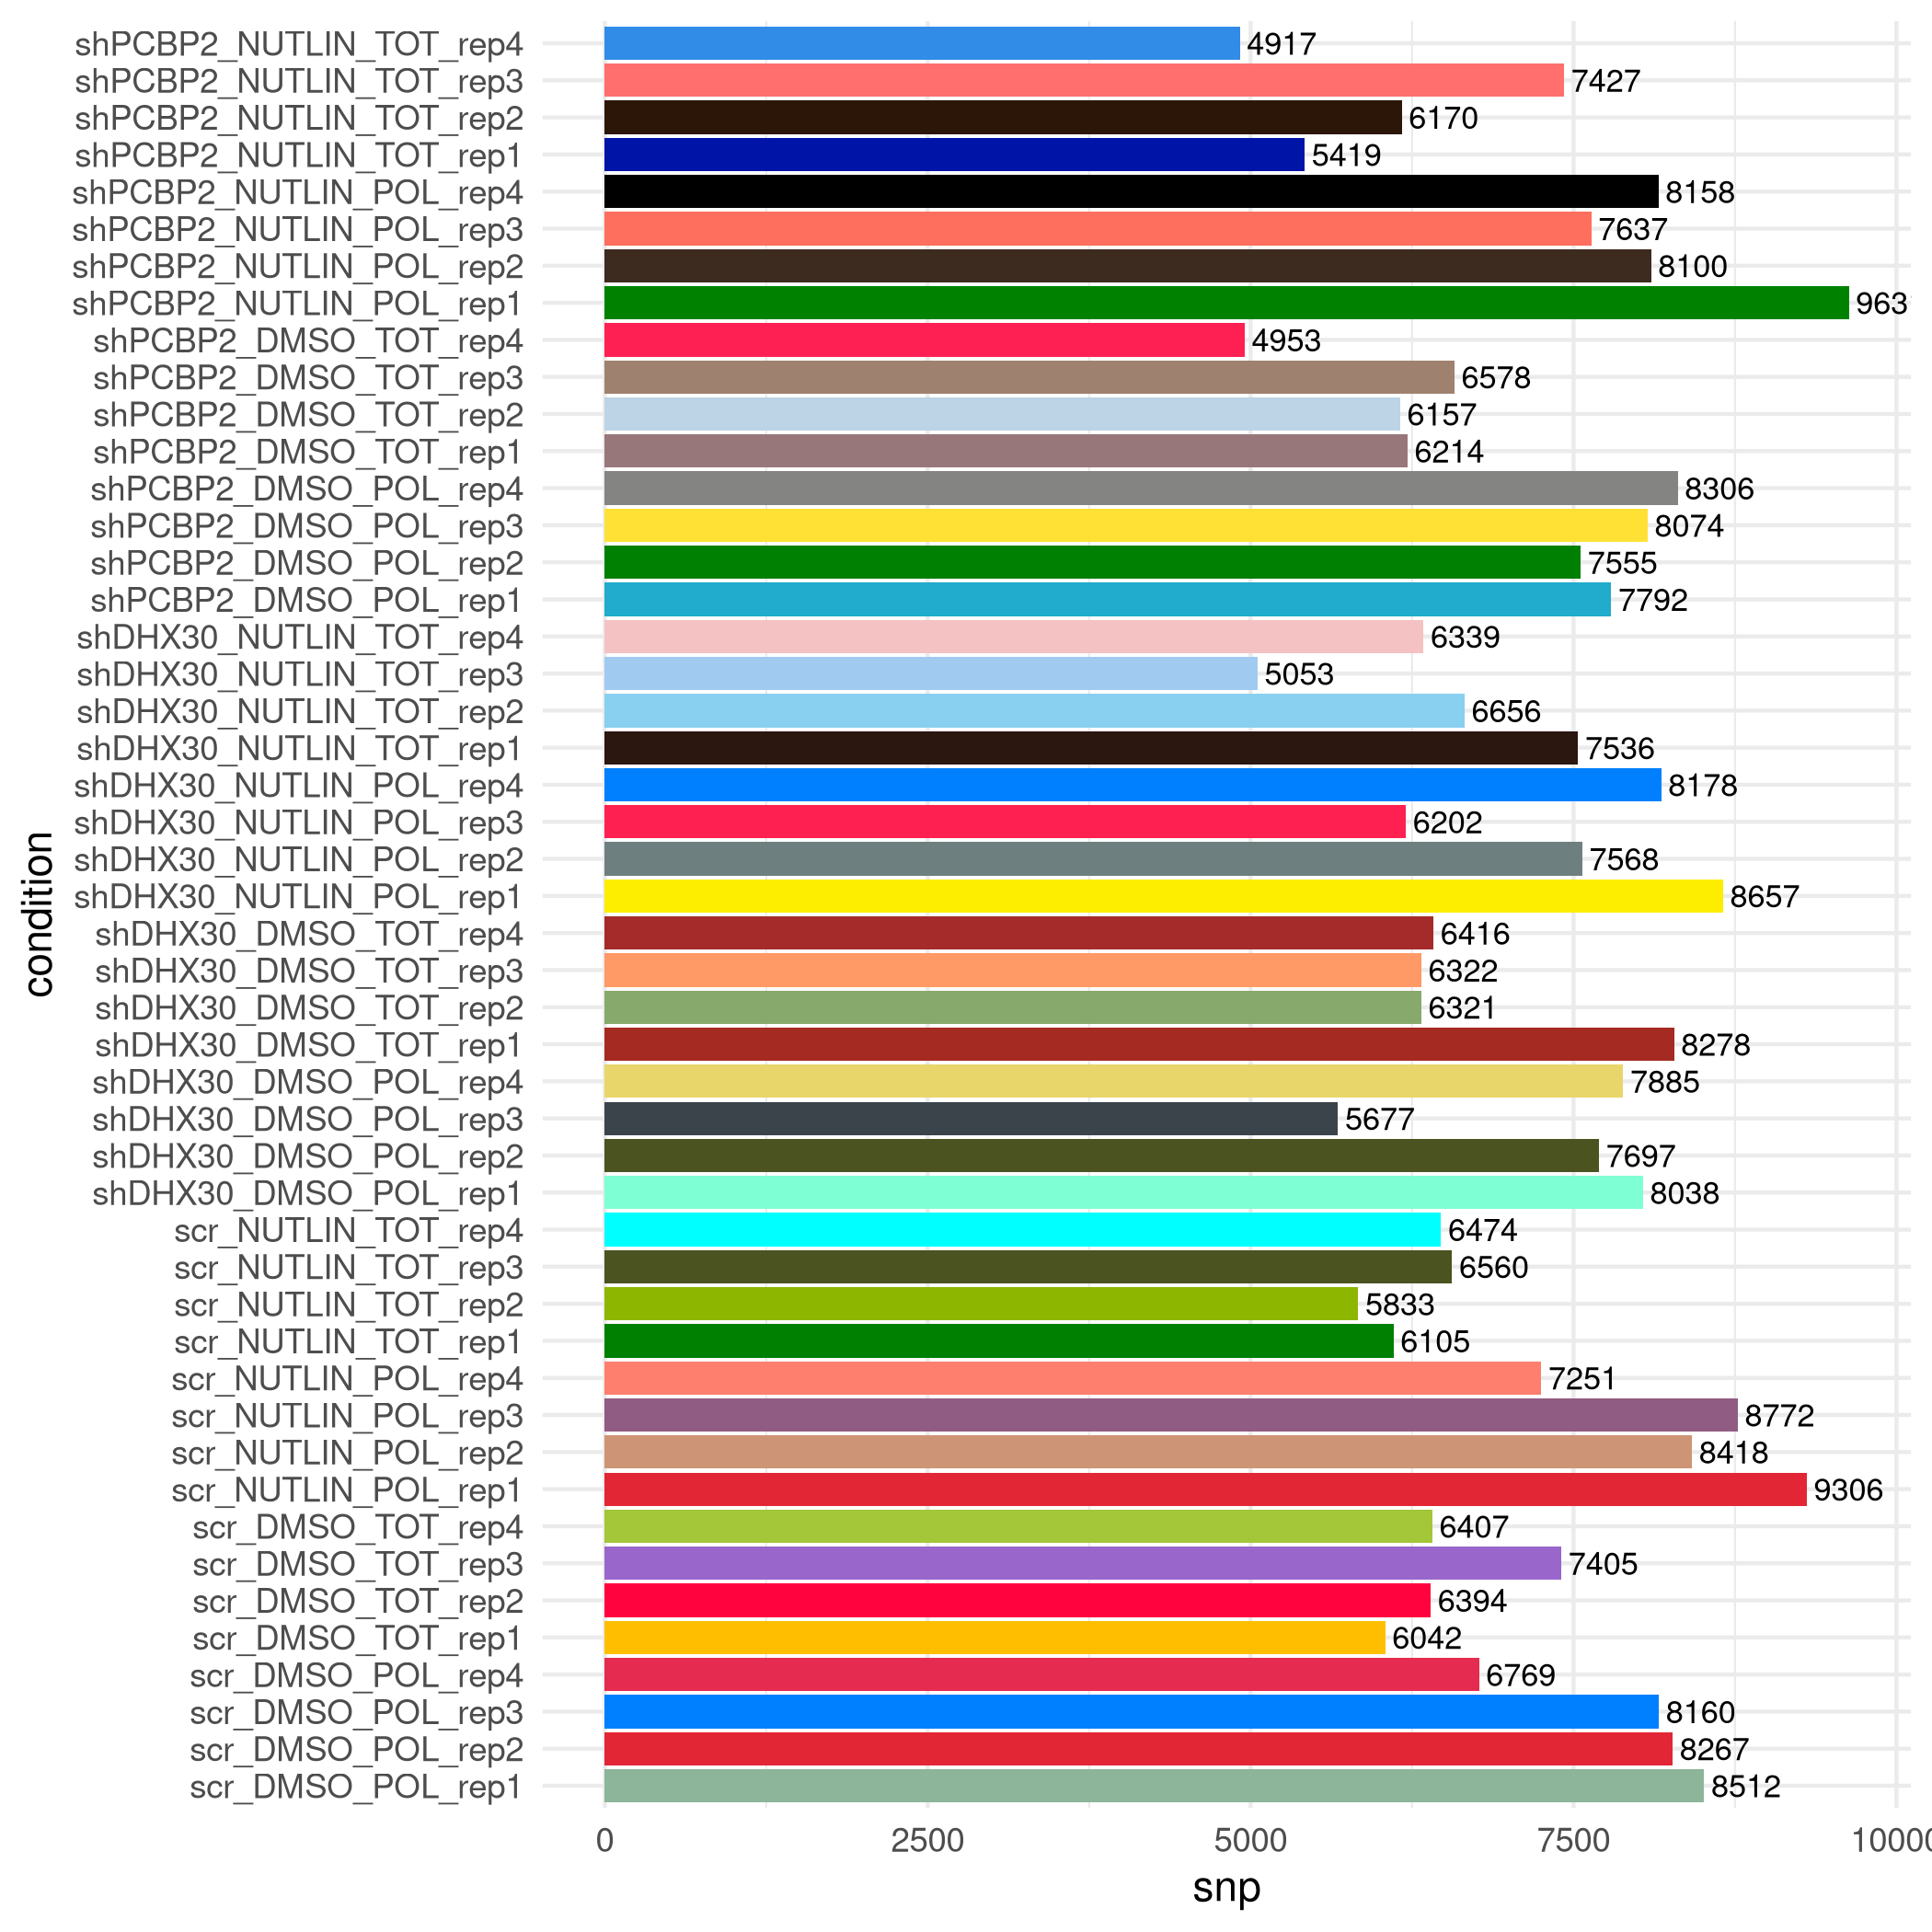 shPCBP2_NUTLIN_TOT_rep4 4917
shPCBP2_NUTLIN_TOT_rep3 7427
shPCBP2_NUTLIN_TOT_rep2 6170
shPCBP2_NUTLIN_TOT_rep1 5419
shPCBP2_NUTLIN_POL_rep4 8158
shPCBP2_NUTLIN_POL_rep3 7637
shPCBP2_NUTLIN_POL_rep2 8100
shPCBP2_NUTLIN_POL_rep1 963
shPCBP2_DMSO_TOT_rep4 4953
shPCBP2_DMSO_TOT_rep3 6578
shPCBP2_DMSO_TOT_rep2 6157
shPCBP2_DMSO_TOT_rep1 6214
shPCBP2_DMSO_POL_rep4 8306
shPCBP2_DMSO_POL_rep3 8074
shPCBP2_DMSO_POL_rep2 7555
shPCBP2_DMSO_POL_rep1 7792
shDHX30_NUTLIN_TOT_rep4 6339
shDHX30_NUTLIN_TOT_rep3 5053
shDHX30_NUTLIN_TOT_rep2 6656
shDHX30_NUTLIN_TOT_rep1 7536
shDHX30_NUTLIN_POL_rep4 8178
shDHX30_NUTLIN_POL_rep3 6202
shDHX30_NUTLIN_POL_rep2 7568
shDHX30_NUTLIN_POL_rep1 8657
shDHX30_DMSO_TOT_rep4 6416
shDHX30_DMSO_TOT_rep3 6322
shDHX30_DMSO_TOT_rep2 6321
shDHX30_DMSO_TOT_rep1 8278
shDHX30_DMSO_POL_rep4 7885
shDHX30_DMSO_POL_rep3 5677
shDHX30_DMSO_POL_rep2 7697
shDHX30_DMSO_POL_rep1 8038
scr_NUTLIN_TOT_rep4 6474
scr_NUTLIN_TOT_rep3 6560
scr_NUTLIN_TOT_rep2 5833
scr_NUTLIN_TOT_rep1 6105
scr_NUTLIN_POL_rep4 7251
scr_NUTLIN_POL_rep3 8772
scr_NUTLIN_POL_rep2 8418
scr_NUTLIN_POL_rep1 9306
scr_DMSO_TOT_rep4 6407
scr_DMSO_TOT_rep3 7405
scr_DMSO_TOT_rep2 6394
scr_DMSO_TOT_rep1 6042
scr_DMSO_POL_rep4 6769
scr_DMSO_POL_rep3 8160
scr_DMSO_POL_rep2 8267
scr_DMSO_POL_rep1 8512
condition
0 2500 5000 7500 10000
snp